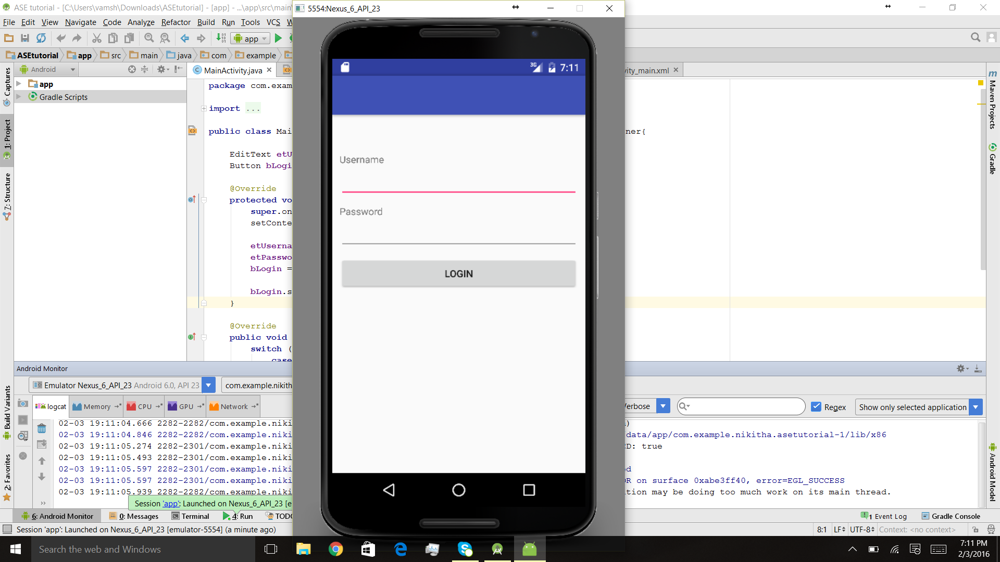 ASE tutorial - [C:\Users\vamsh\Downloads\ASEtutorial] - [app] - ...\app\src\main
File Edit View Navigate Code Analyze Refactor Build Run Tools VCS W
app
ASEtutorial app src main java com example
Android
MainActivity.java
vity_main.xml
app
Gradle Scripts
package com.exam
import ...
public class Mai
ner{
EditText etU
Button bLogi
@Override
protected vo
super.on
setConte
etUserna
etPasswo
bLogin =
bLogin.s
}
@Override
public void
switch (
case
Captures
1: Project
7: Structure
Build Variants
2: Favorites
Maven Projects
Gradle
Android Model
5554:Nexus_6_API_23
3G 7:11
Username
Password
LOGIN
Android Monitor
Emulator Nexus_6_API_23 Android 6.0, API 23
com.example.nikith
logcat Memory CPU GPU Network
Verbose
Regex
Show only selected application
02-03 19:11:04.666 2282-2282/com.example.niki
)
02-03 19:11:04.846 2282-2282/com.example.niki
data/app/com.example.nikitha.asetutorial-1/lib/x86
02-03 19:11:05.274 2282-2301/com.example.niki
ED: true
02-03 19:11:05.493 2282-2301/com.example.niki
02-03 19:11:05.597 2282-2301/com.example.niki
ed
02-03 19:11:05.597 2282-2301/com.example.niki
OR on surface 0xabe3ff40, error=EGL_SUCCESS
02-03 19:11:05.939 2282-2282/com.example.niki
tion may be doing too much work on its main thread.
Session 'app': Launched on Nexus_6_API_23 [e
6: Android Monitor 0: Messages Terminal 4: Run TODO
1 Event Log Gradle Console
Session 'app': Launched on Nexus_6_API_23 [emulator-5554] (a minute ago)
8:1 LF UTF-8 Context: <no context>
Search the web and Windows
7:11 PM
2/3/2016